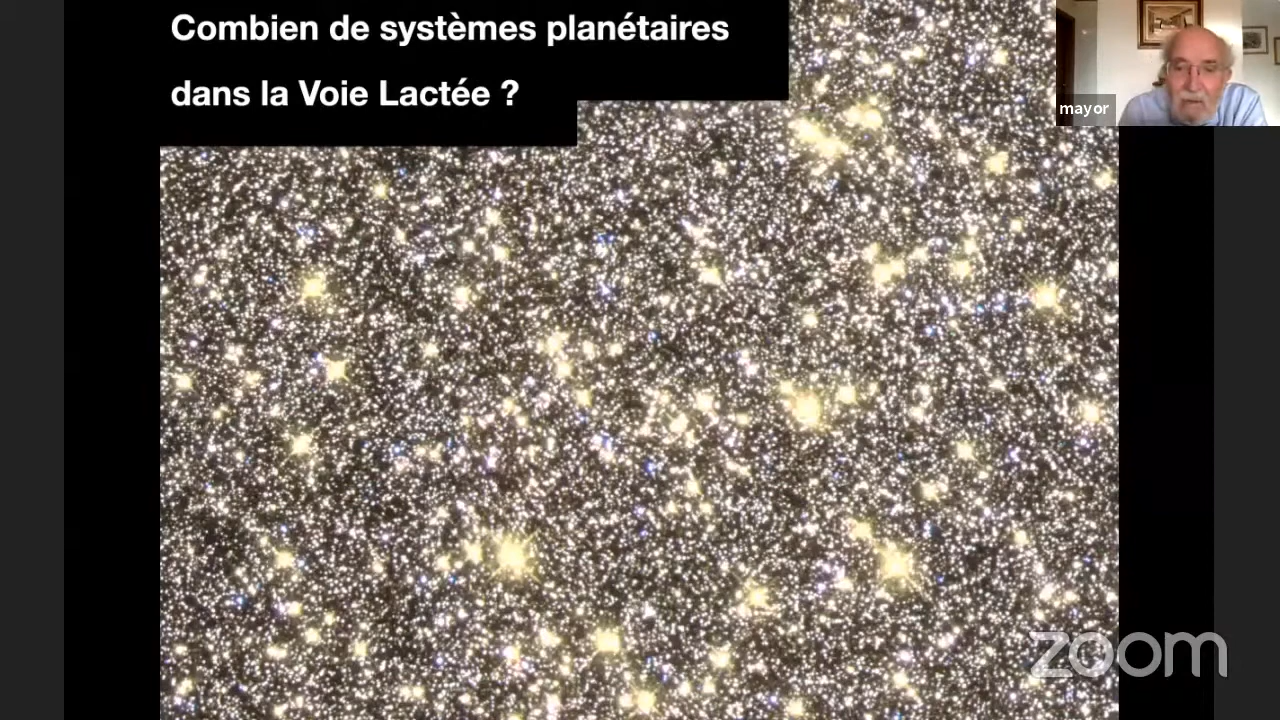 Combien de systèmes planétaires
dans la Voie Lactée ?
mayor
zoom